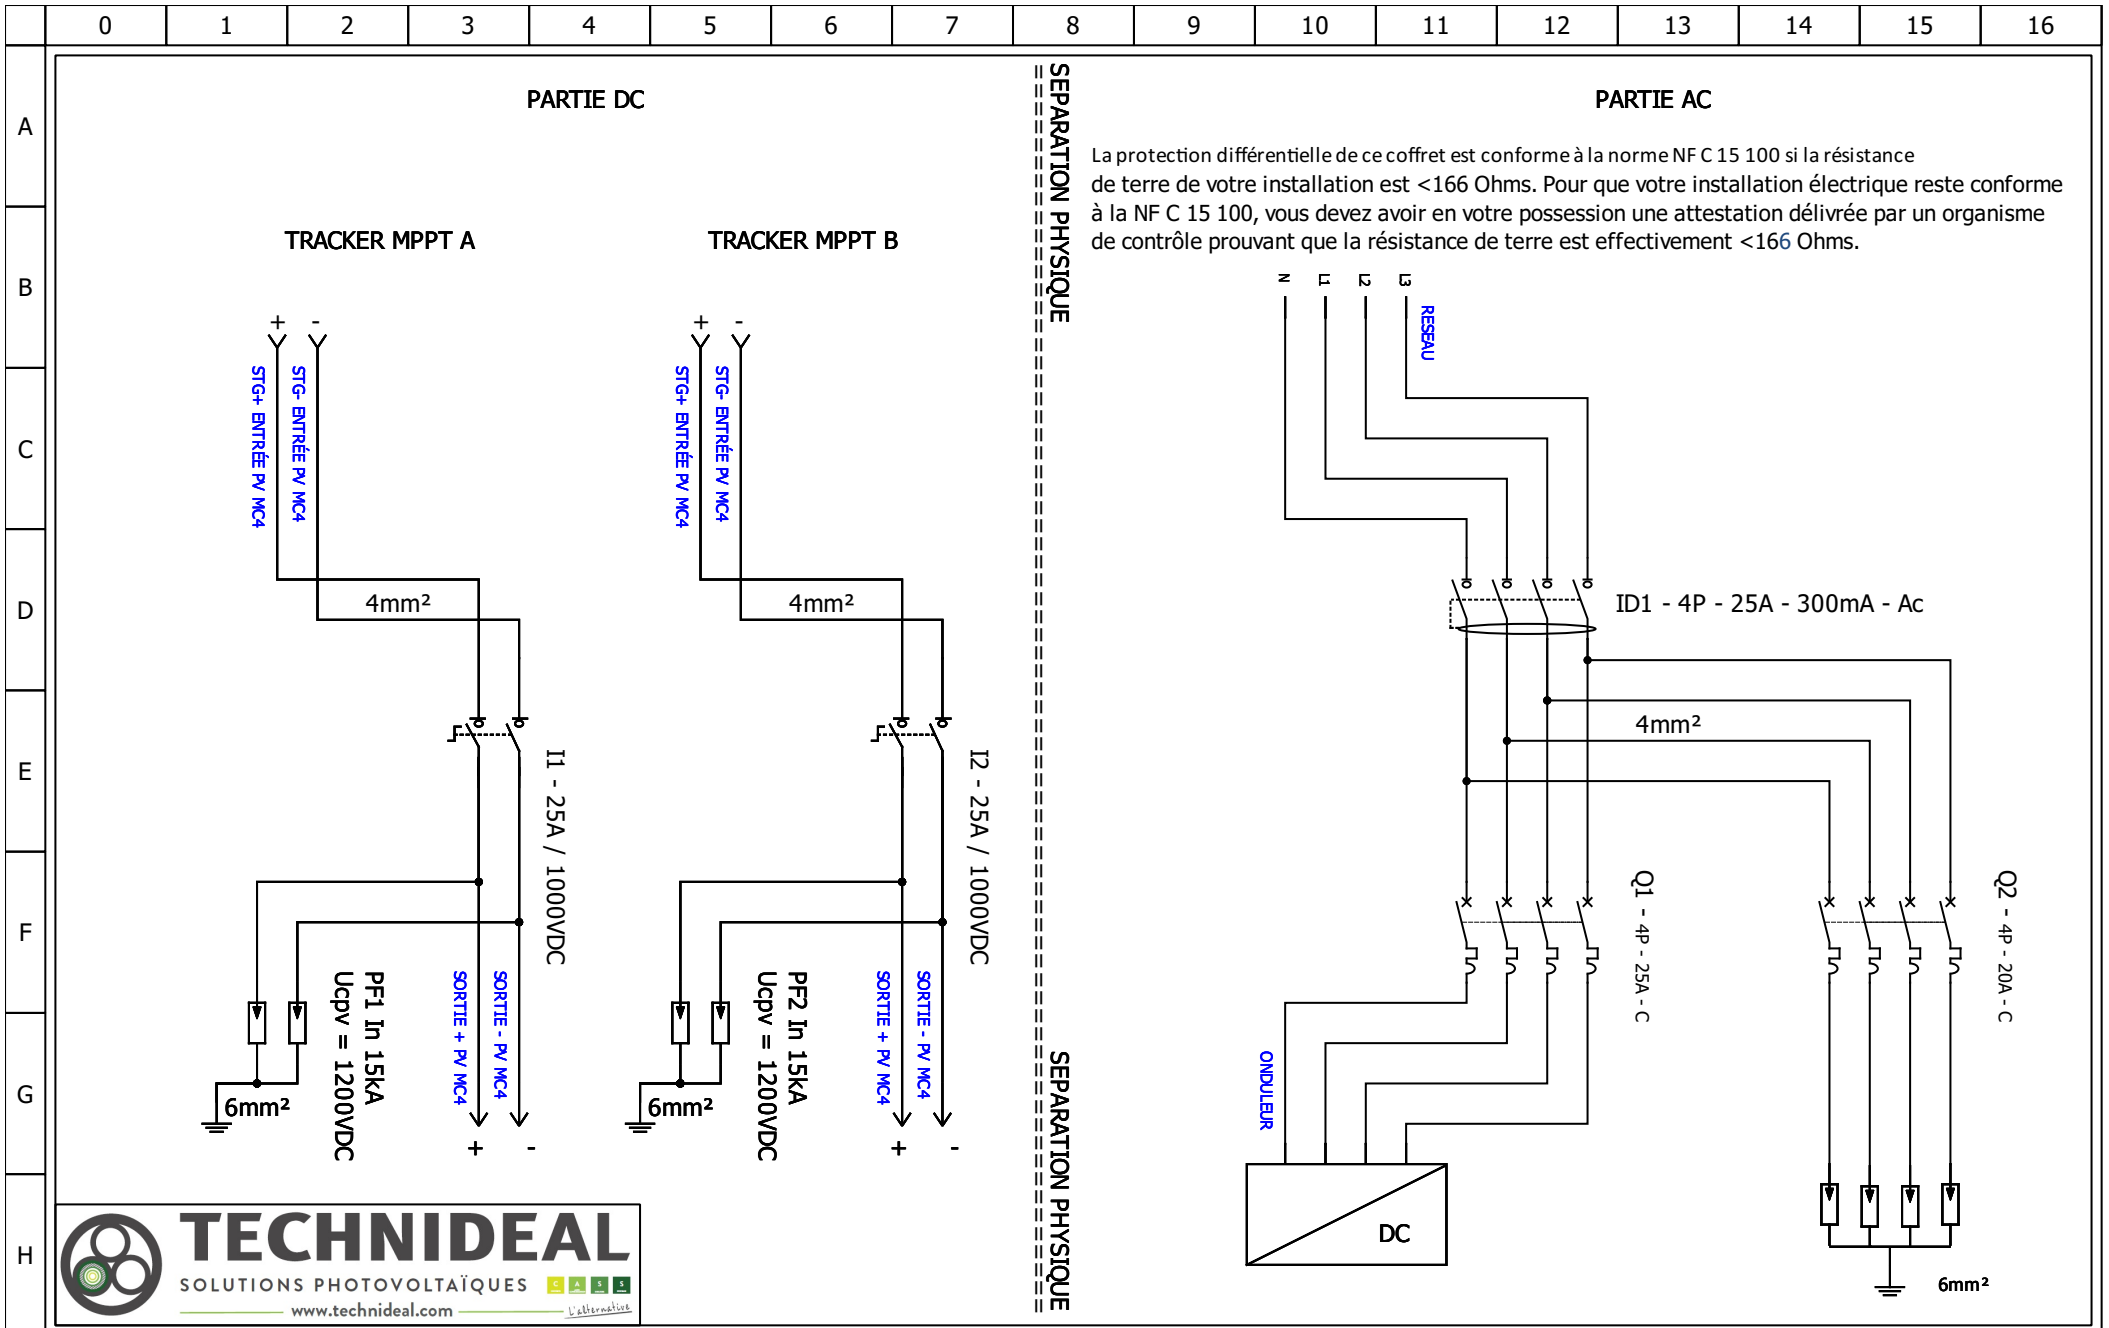 0 1 2 3 4 5 6 7 8 9 10 11 12 13 14 15 16
A
B
C
D
E
F
G
H
PARTIE DC
TRACKER MPPT A
TRACKER MPPT B
+ -
+ -
STG+ ENTRÉE PV MC4
STG- ENTRÉE PV MC4
STG+ ENTRÉE PV MC4
STG- ENTRÉE PV MC4
4mm²
4mm²
I1 - 25A / 1000VDC
I2 - 25A / 1000VDC
PF1 In 15kA
Ucpv = 1200VDC
SORTIE + PV MC4
SORTIE - PV MC4
PF2 In 15kA
Ucpv = 1200VDC
SORTIE + PV MC4
SORTIE - PV MC4
6mm²
6mm²
+ -
+ -
SEPARATION PHYSIQUE
SEPARATION PHYSIQUE
PARTIE AC
La protection différentielle de ce coffret est conforme à la norme NF C 15 100 si la résistance
de terre de votre installation est <166 Ohms. Pour que votre installation électrique reste conforme
à la NF C 15 100, vous devez avoir en votre possession une attestation délivrée par un organisme
de contrôle prouvant que la résistance de terre est effectivement <166 Ohms.
N L1 L2 L3
RESEAU
ID1 - 4P - 25A - 300mA - Ac
4mm²
Q1 - 4P - 25A - C
Q2 - 4P - 20A - C
ONDULEUR
DC
6mm²
TECHNIDEAL
SOLUTIONS PHOTOVOLTAÏQUES C A S S
www.technideal.com L'alternative